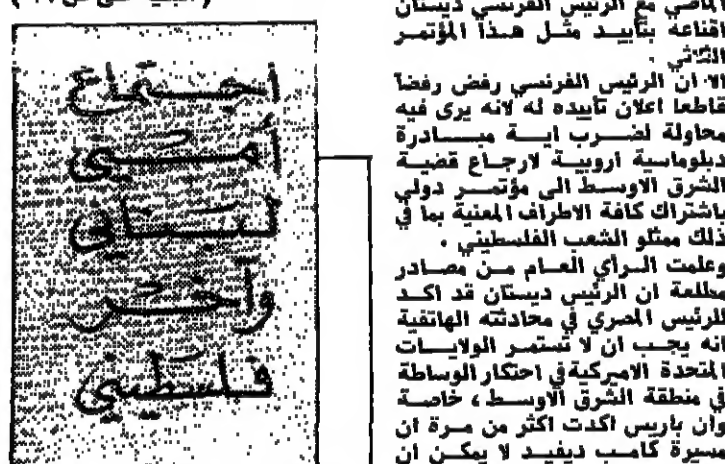 الماضي مع الرئيس الفرنسي ديستان
اقناعه بتأييد مثل هذا المؤتمر
الثلاثي .
الا ان الرئيس الفرنسي رفض رفضا
قاطعا اعلان تأييده له لانه يرى فيه
محاولة لضرب اية مبادرة
ديبلوماسية اروبية لارجاع قضية
الشرق الاوسط الى مؤتمر دولي
باشتراك كافة الاطراف المعنية بما في
ذلك ممثلو الشعب الفلسطيني .
وعلمت الرأي العام من مصادر
مطلعة ان الرئيس ديستان قد اكد
للرئيس المصري في محادثته الهاتفية
انه يجب ان لا تستمر الولايات
المتحدة الاميركية في احتكار الوساطة
في منطقة الشرق الاوسط ، خاصة
وان باريس اكدت اكثر من مرة ان
مسيرة كامب ديفيد لا يمكن ان
اجتماع
أمني
لبناني
وآخر
فلسطيني